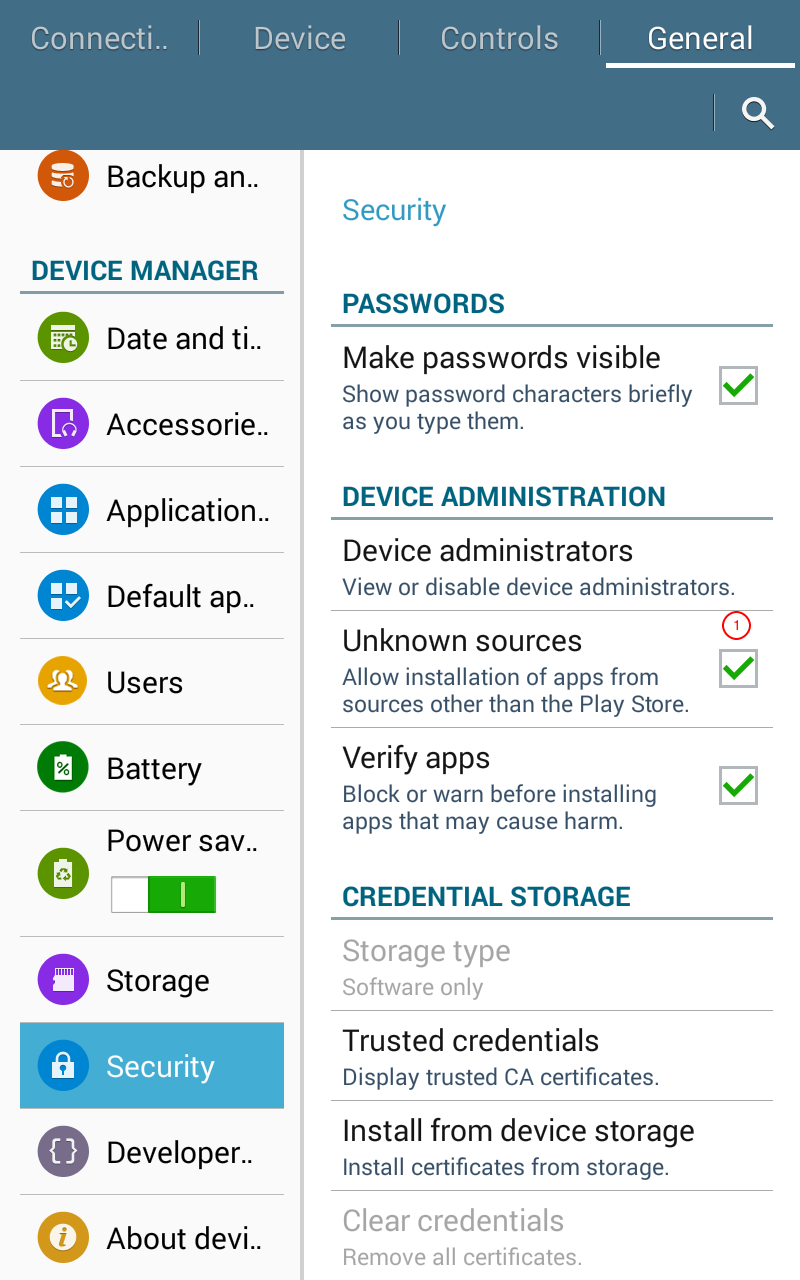 Connecti..
Device
Controls
General
Backup an..
DEVICE MANAGER
Date and ti..
Accessorie..
Application..
Default ap..
Users
Battery
Power sav..
Storage
Security
Developer..
About devi..
Security
PASSWORDS
Make passwords visible
Show password characters briefly
as you type them.
DEVICE ADMINISTRATION
Device administrators
View or disable device administrators.
1
Unknown sources
Allow installation of apps from
sources other than the Play Store.
Verify apps
Block or warn before installing
apps that may cause harm.
CREDENTIAL STORAGE
Storage type
Software only
Trusted credentials
Display trusted CA certificates.
Install from device storage
Install certificates from storage.
Clear credentials
Remove all certificates.